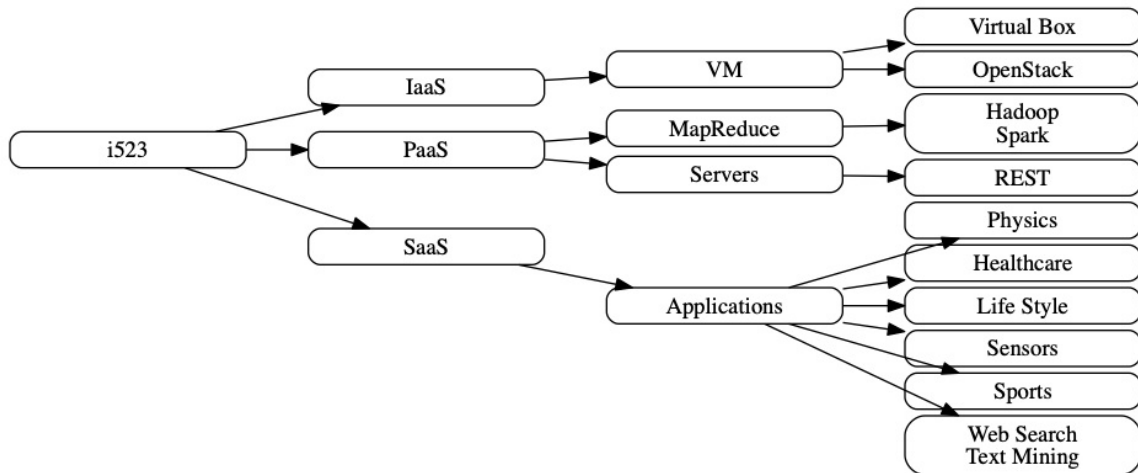 i523
IaaS
PaaS
SaaS
VM
MapReduce
Servers
Applications
Virtual Box
OpenStack
Hadoop
Spark
REST
Physics
Healthcare
Life Style
Sensors
Sports
Web Search
Text Mining